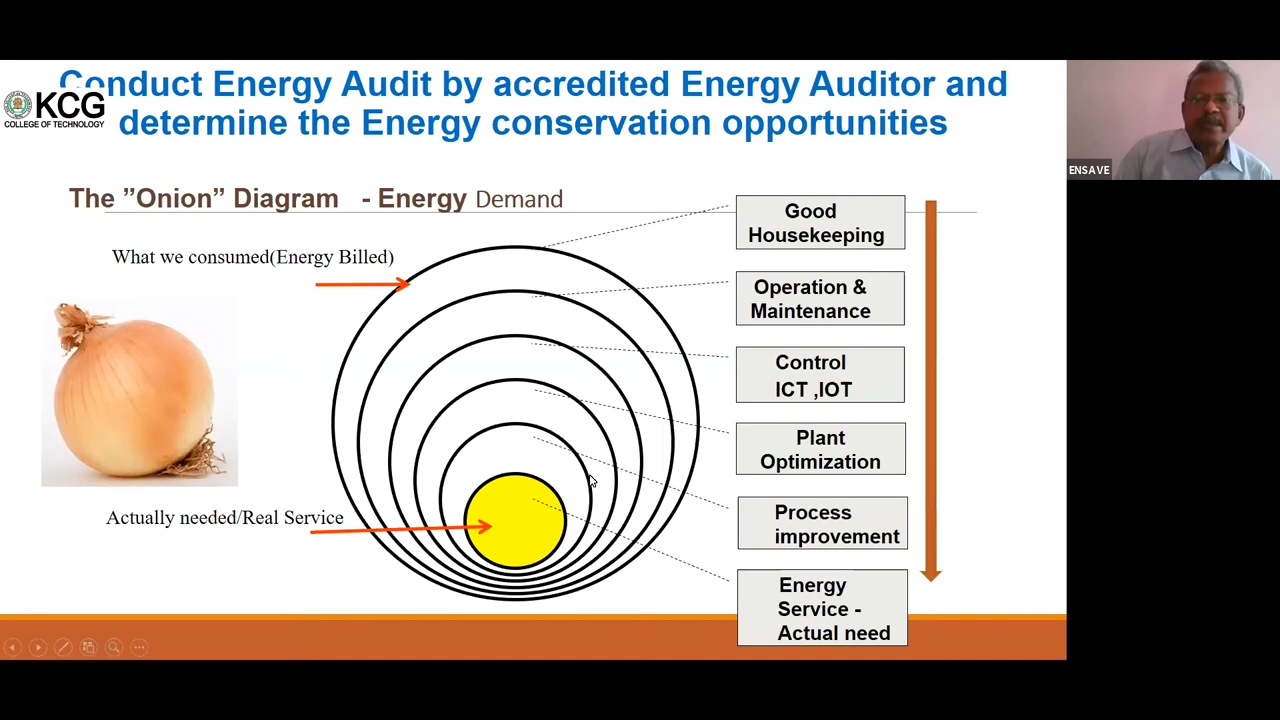 Conduct Energy Audit by accredited Energy Auditor and
determine the Energy conservation opportunities
KCG
COLLEGE OF TECHNOLOGY
ENSAVE
The ”Onion” Diagram - Energy Demand
What we consumed(Energy Billed)
Actually needed/Real Service
Good
Housekeeping
Operation &
Maintenance
Control
ICT ,IOT
Plant
Optimization
Process
improvement
Energy
Service -
Actual need